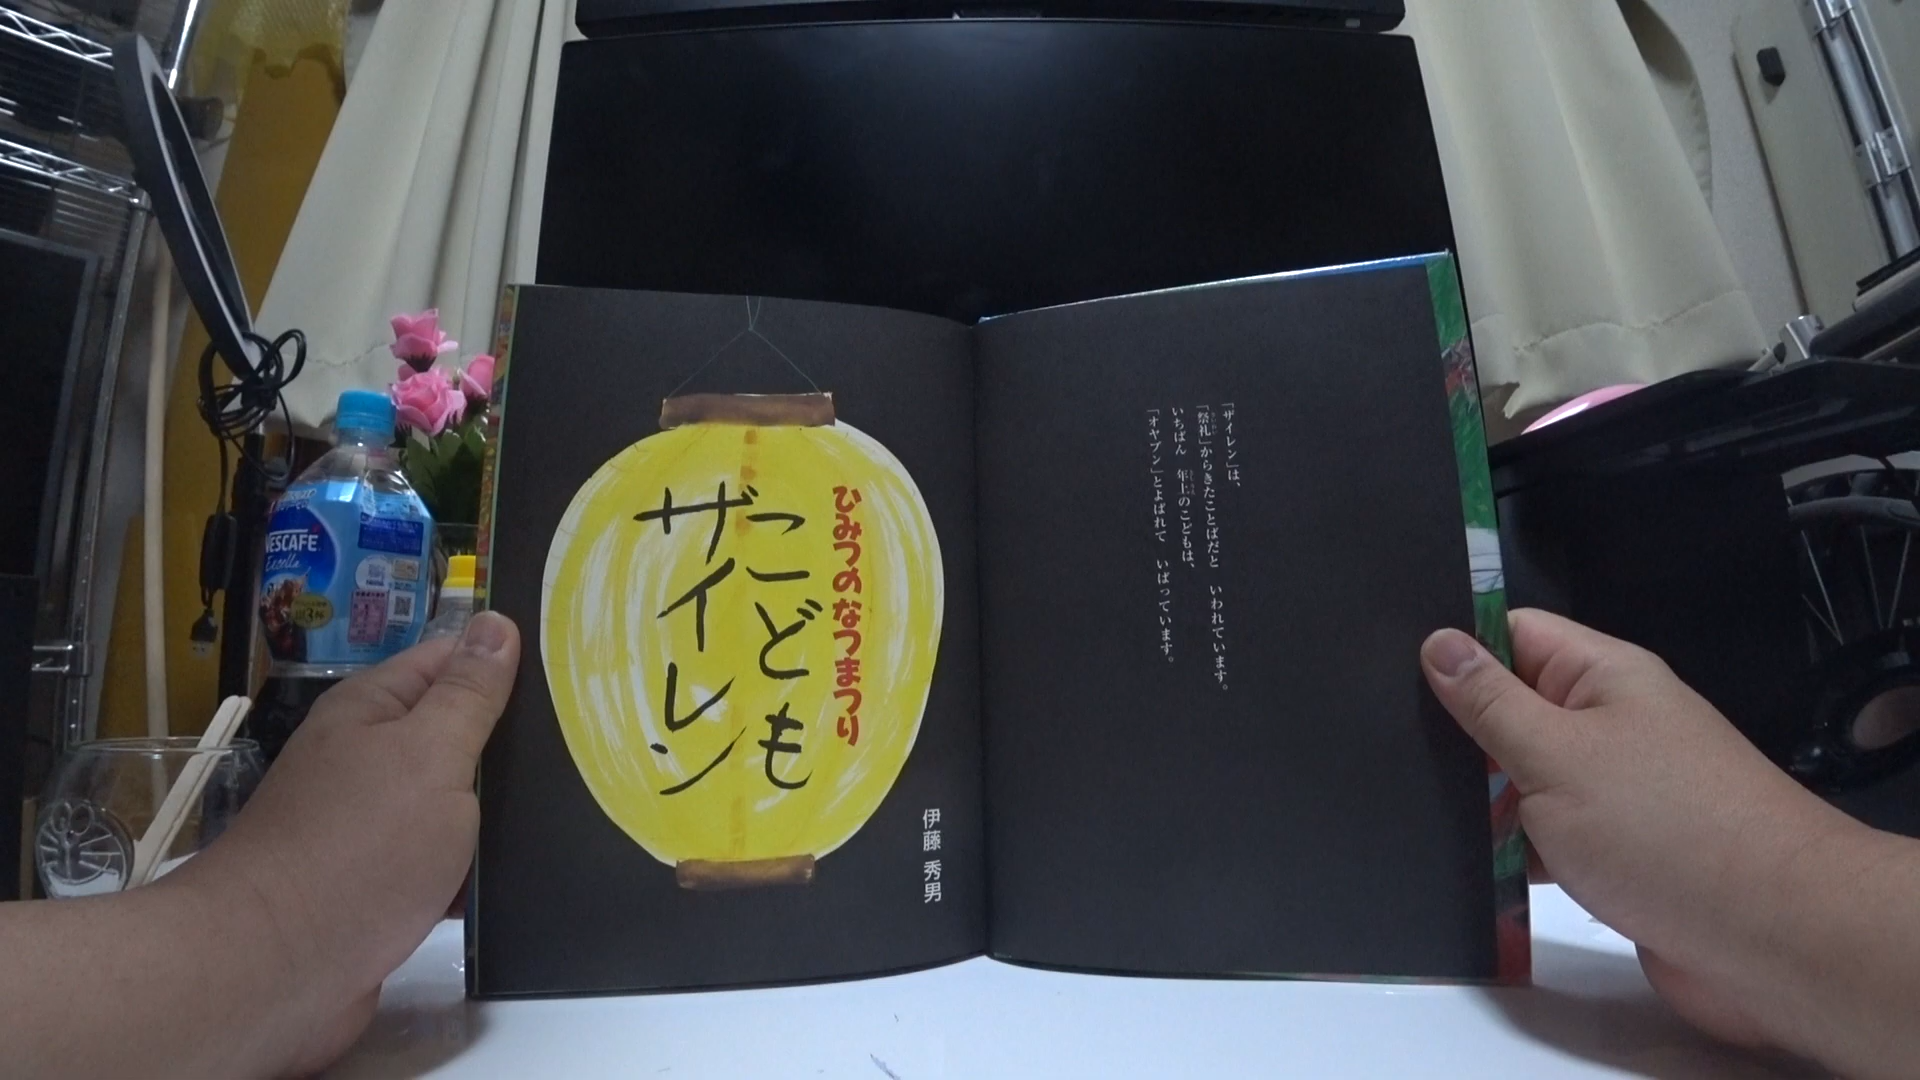 ひみつのなつまつり
こども
ザイレン
伊藤 秀男
「ザイレン」は、
「祭礼」からきたことばだと いわれています。
いちばん 年上のこどもは、
「オヤブン」とよばれて いばっています。
NESCAFÉ
Excella